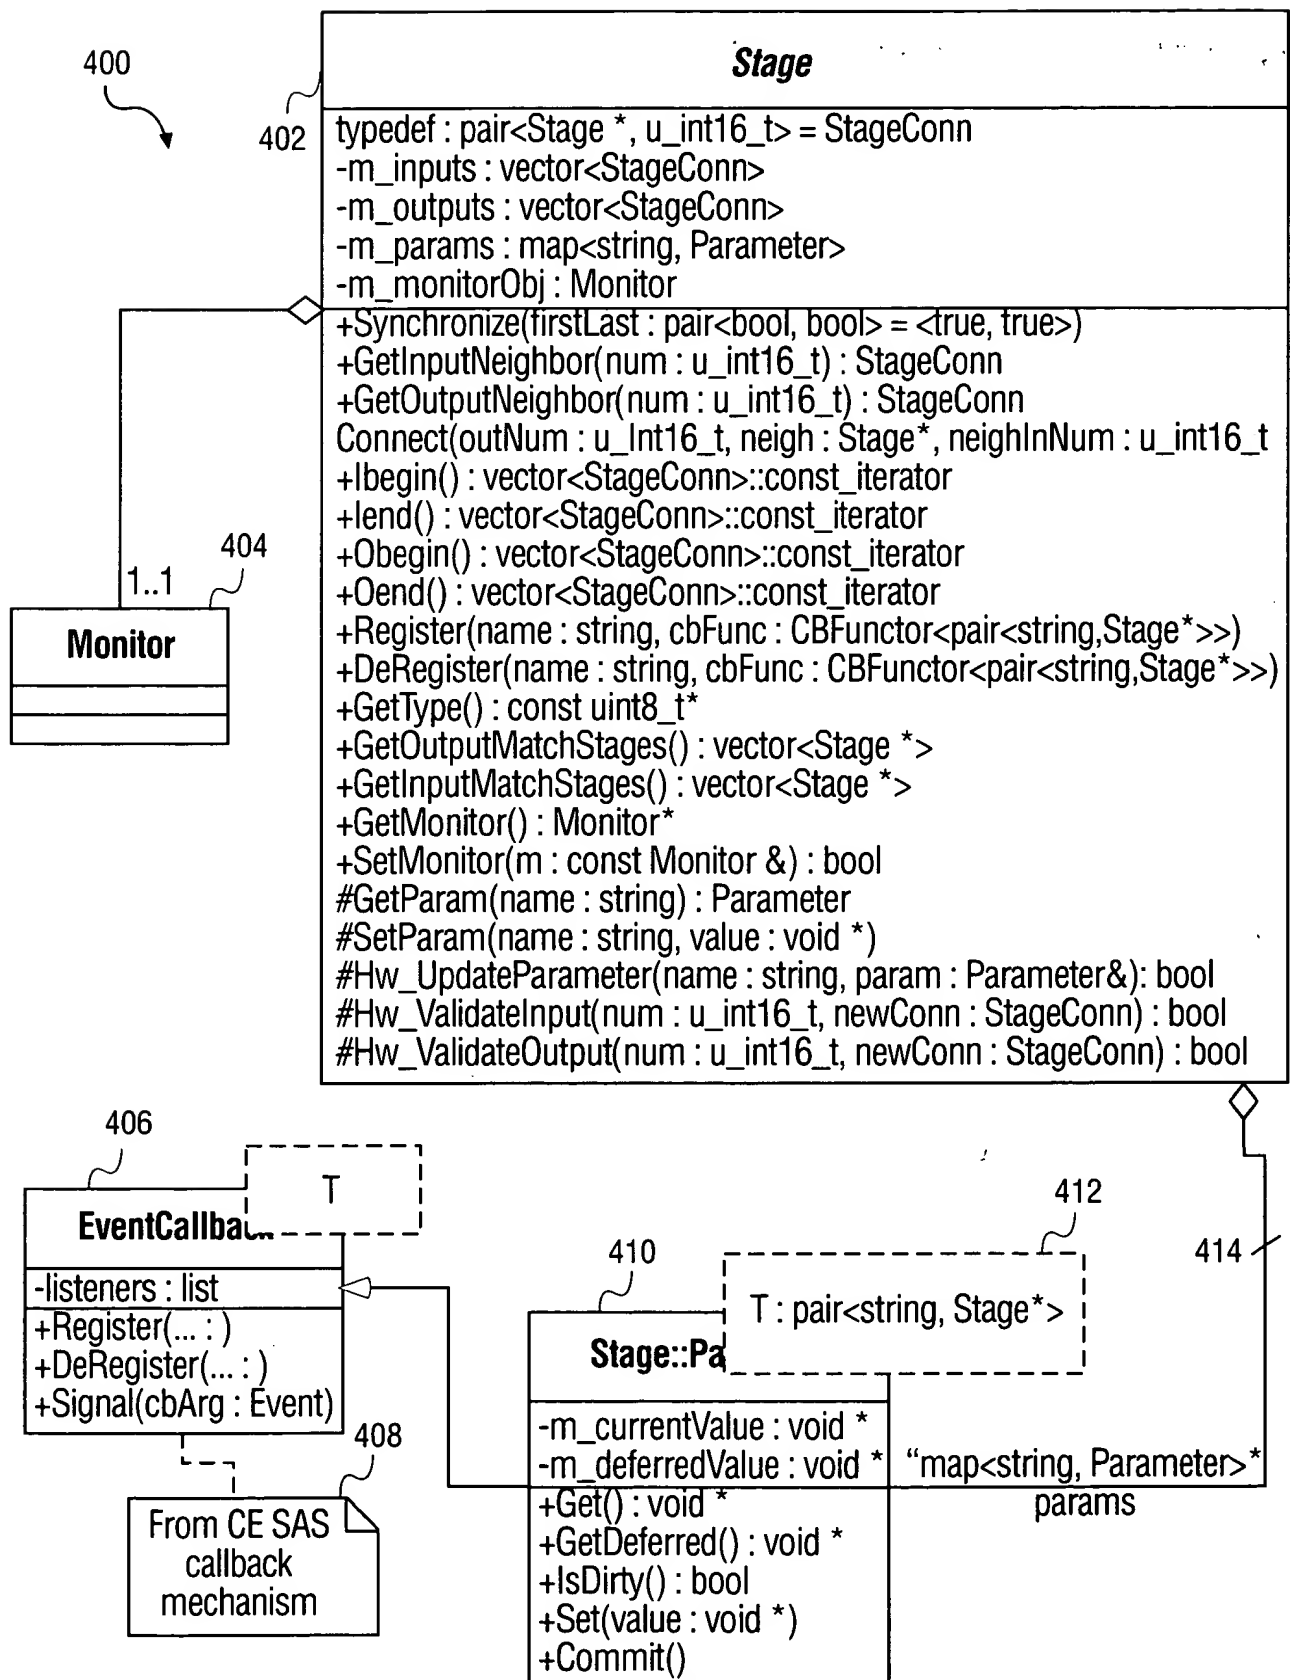 400
402
Stage
typedef : pair<Stage *, u_int16_t> = StageConn
-m_inputs : vector<StageConn>
-m_outputs : vector<StageConn>
-m_params : map<string, Parameter>
-m_monitorObj : Monitor
+Synchronize(firstLast : pair<bool, bool> = <true, true>)
+GetInputNeighbor(num : u_int16_t) : StageConn
+GetOutputNeighbor(num : u_int16_t) : StageConn
Connect(outNum : u_Int16_t, neigh : Stage*, neighInNum : u_int16_t
+Ibegin() : vector<StageConn>::const_iterator
+Iend() : vector<StageConn>::const_iterator
+Obegin() : vector<StageConn>::const_iterator
+Oend() : vector<StageConn>::const_iterator
+Register(name : string, cbFunc : CBFunctor<pair<string,Stage*>>)
+DeRegister(name : string, cbFunc : CBFunctor<pair<string,Stage*>>)
+GetType() : const uint8_t*
+GetOutputMatchStages() : vector<Stage *>
+GetInputMatchStages() : vector<Stage *>
+GetMonitor() : Monitor*
+SetMonitor(m : const Monitor &) : bool
#GetParam(name : string) : Parameter
#SetParam(name : string, value : void *)
#Hw_UpdateParameter(name : string, param : Parameter&): bool
#Hw_ValidateInput(num : u_int16_t, newConn : StageConn) : bool
#Hw_ValidateOutput(num : u_int16_t, newConn : StageConn) : bool
404
1..1
Monitor
406
T
EventCallba
-listeners : list
+Register(... : )
+DeRegister(... : )
+Signal(cbArg : Event)
408
From CE SAS
callback
mechanism
410
412
T : pair<string, Stage*>
Stage::Pa
-m_currentValue : void *
-m_deferredValue : void *
+Get() : void *
+GetDeferred() : void *
+IsDirty() : bool
+Set(value : void *)
+Commit()
414
“map<string, Parameter>*
params